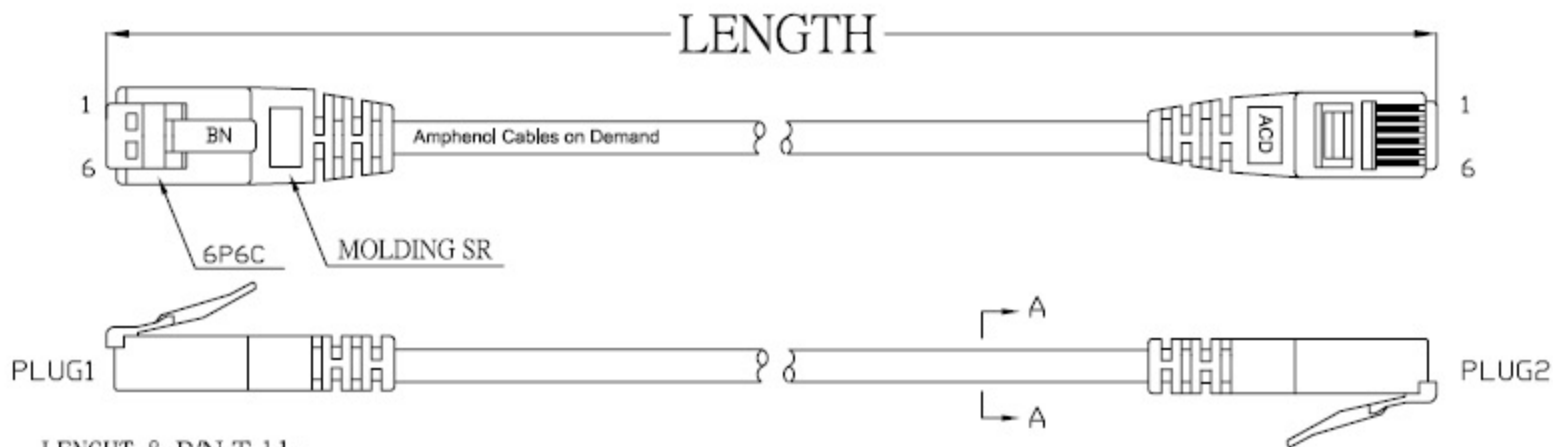 LENGTH
1 1
BN Amphenol Cables on Demand ACD
6 6
6P6C MOLDING SR
A
PLUG1 PLUG2
A